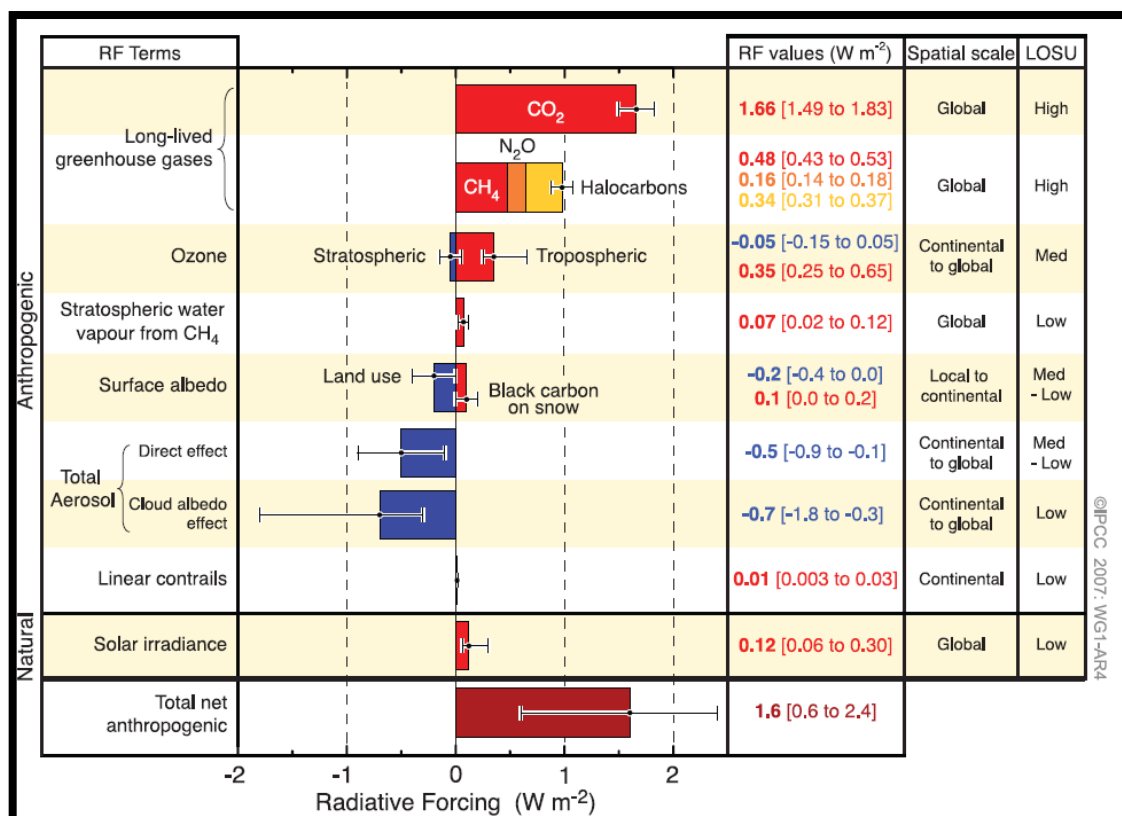 RF Terms
RF values (W m⁻²)
Spatial scale
LOSU
Anthropogenic
Long-lived
greenhouse gases
CO₂
1.66 [1.49 to 1.83]
Global
High
N₂O
CH₄
Halocarbons
0.48 [0.43 to 0.53]
0.16 [0.14 to 0.18]
0.34 [0.31 to 0.37]
Global
High
Ozone
Stratospheric
Tropospheric
-0.05 [-0.15 to 0.05]
0.35 [0.25 to 0.65]
Continental
to global
Med
Stratospheric water
vapour from CH₄
0.07 [0.02 to 0.12]
Global
Low
Surface albedo
Land use
Black carbon
on snow
-0.2 [-0.4 to 0.0]
0.1 [0.0 to 0.2]
Local to
continental
Med
- Low
Total
Aerosol
Direct effect
-0.5 [-0.9 to -0.1]
Continental
to global
Med
- Low
Cloud albedo
effect
-0.7 [-1.8 to -0.3]
Continental
to global
Low
Linear contrails
0.01 [0.003 to 0.03]
Continental
Low
Natural
Solar irradiance
0.12 [0.06 to 0.30]
Global
Low
Total net
anthropogenic
1.6 [0.6 to 2.4]
-2 -1 0 1 2
Radiative Forcing (W m⁻²)
©IPCC 2007: WG1-AR4